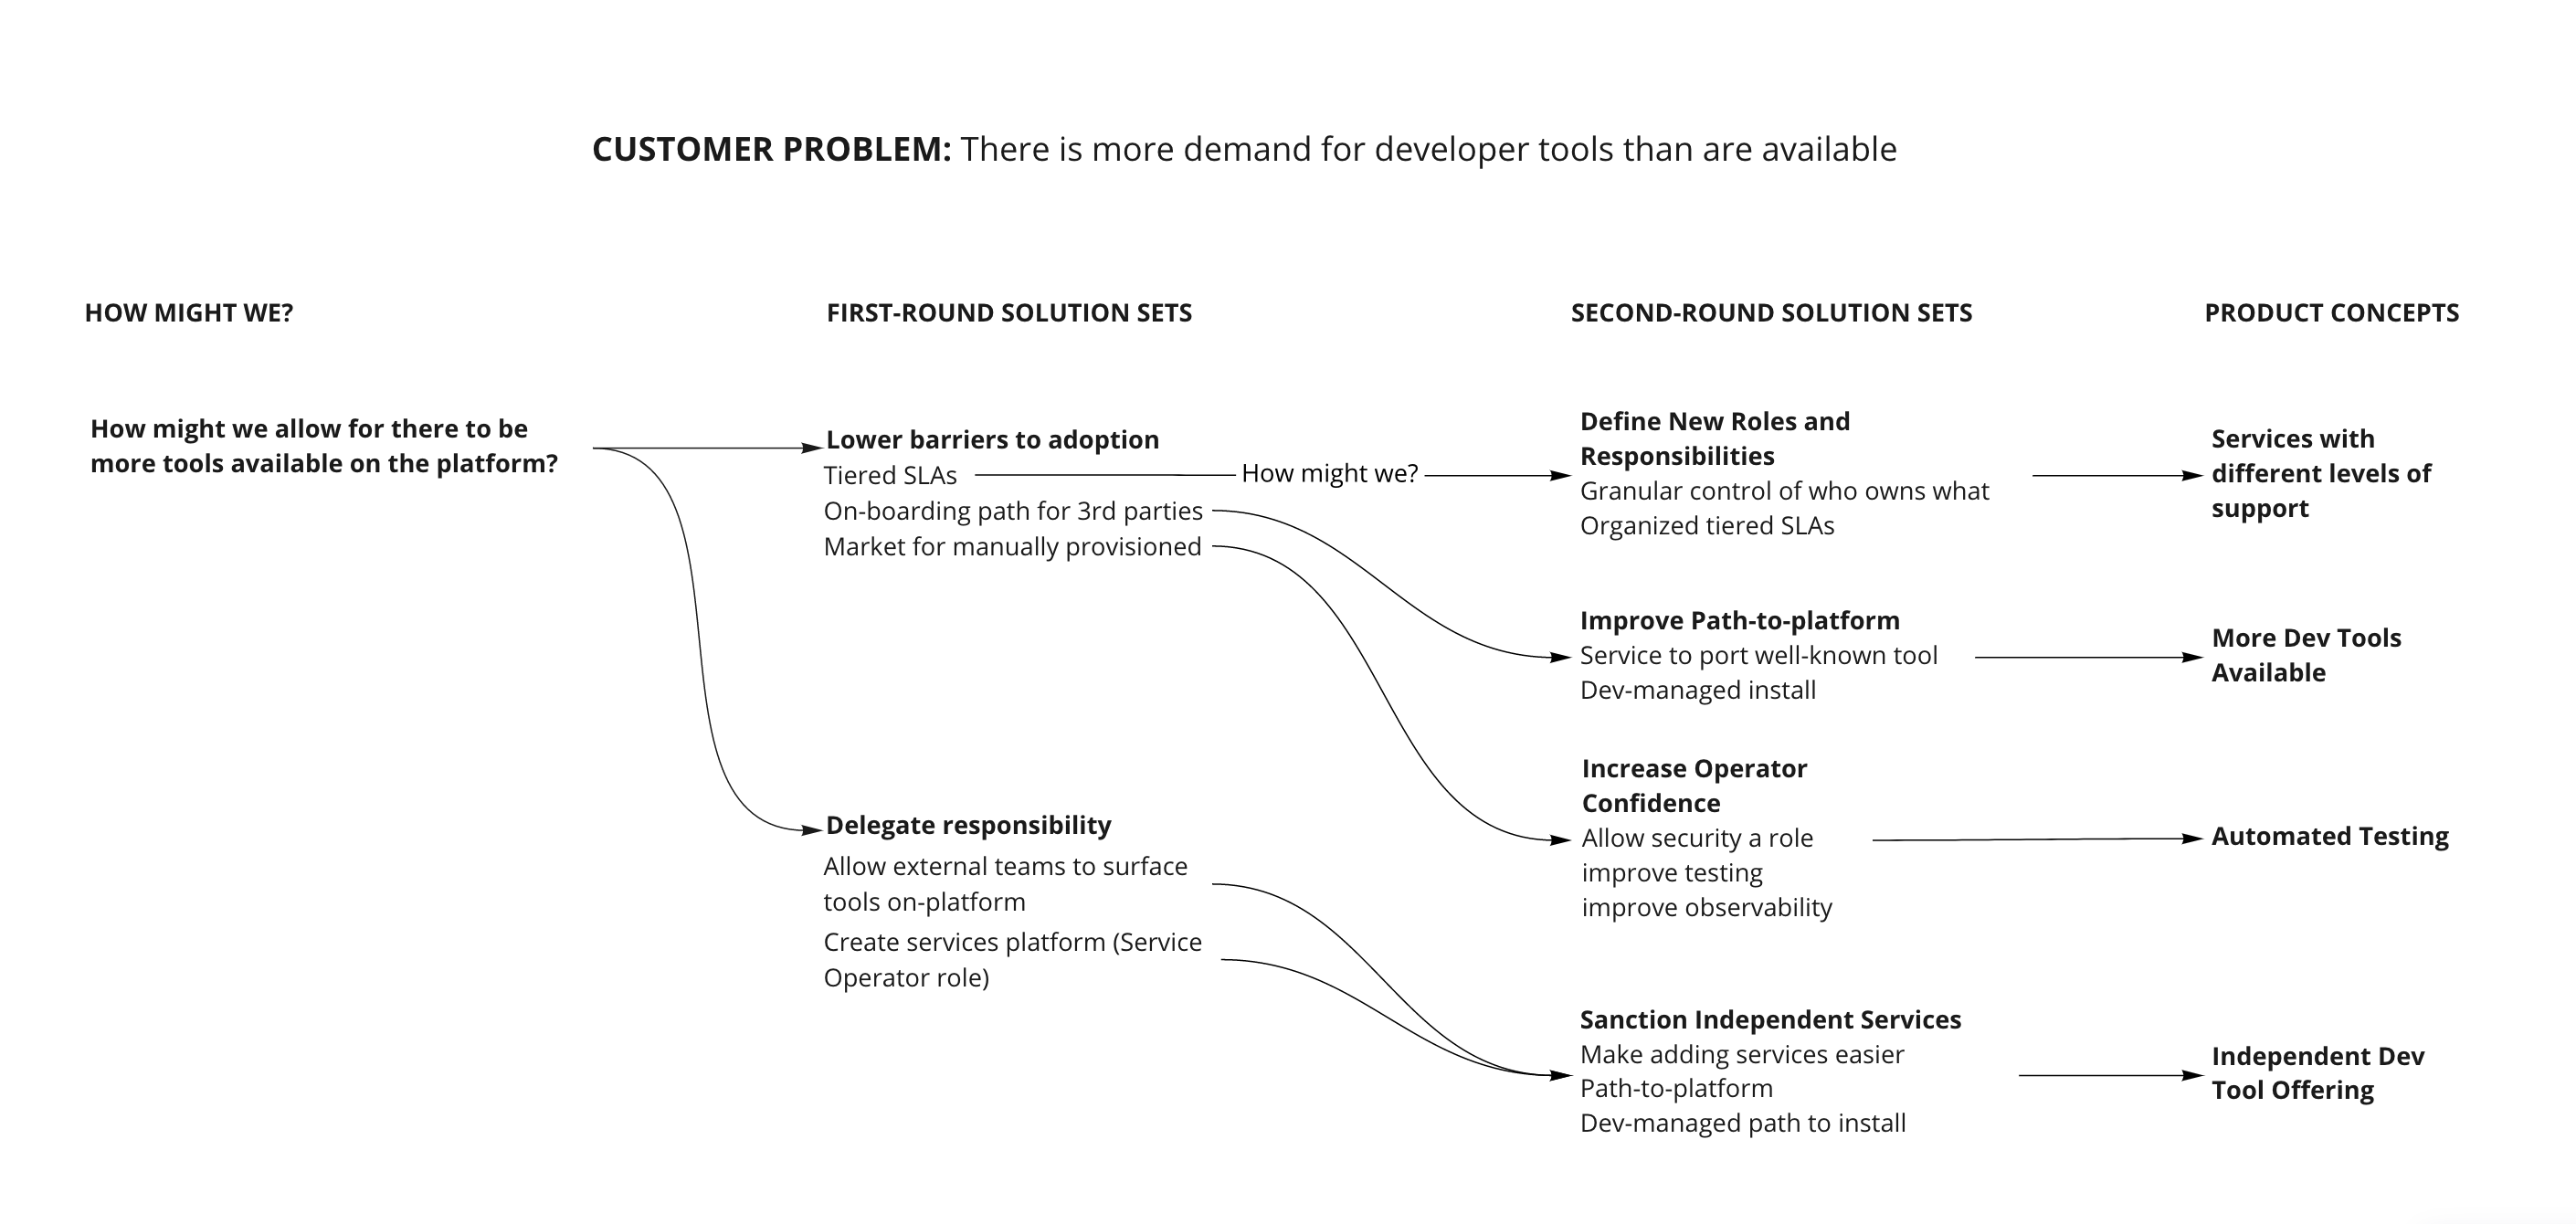 CUSTOMER PROBLEM: There is more demand for developer tools than are available
HOW MIGHT WE?
FIRST-ROUND SOLUTION SETS
SECOND-ROUND SOLUTION SETS
PRODUCT CONCEPTS
How might we allow for there to be
more tools available on the platform?
Lower barriers to adoption
Tiered SLAs
On-boarding path for 3rd parties
Market for manually provisioned
How might we?
Delegate responsibility
Allow external teams to surface
tools on-platform
Create services platform (Service
Operator role)
Define New Roles and
Responsibilities
Granular control of who owns what
Organized tiered SLAs
Improve Path-to-platform
Service to port well-known tool
Dev-managed install
Increase Operator
Confidence
Allow security a role
improve testing
improve observability
Sanction Independent Services
Make adding services easier
Path-to-platform
Dev-managed path to install
Services with
different levels of
support
More Dev Tools
Available
Automated Testing
Independent Dev
Tool Offering